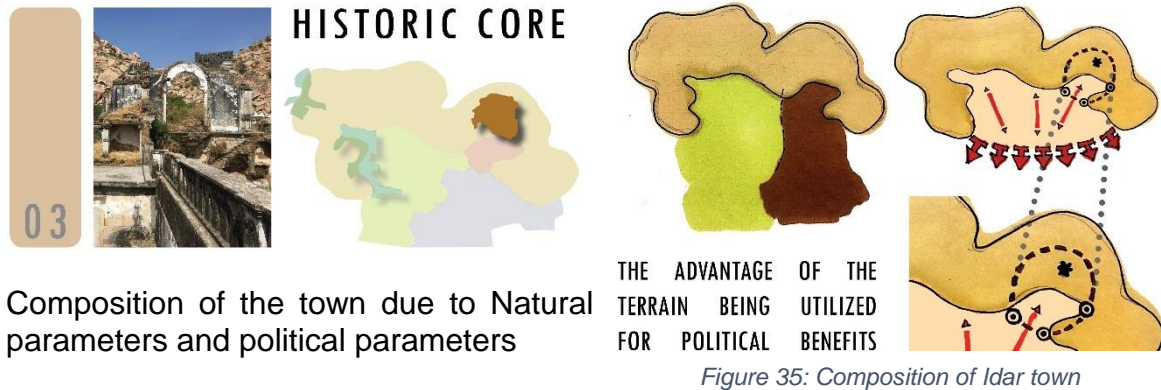 HISTORIC CORE
03
Composition of the town due to Natural
parameters and political parameters
THE ADVANTAGE OF THE
TERRAIN BEING UTILIZED
FOR POLITICAL BENEFITS
Figure 35: Composition of Idar town